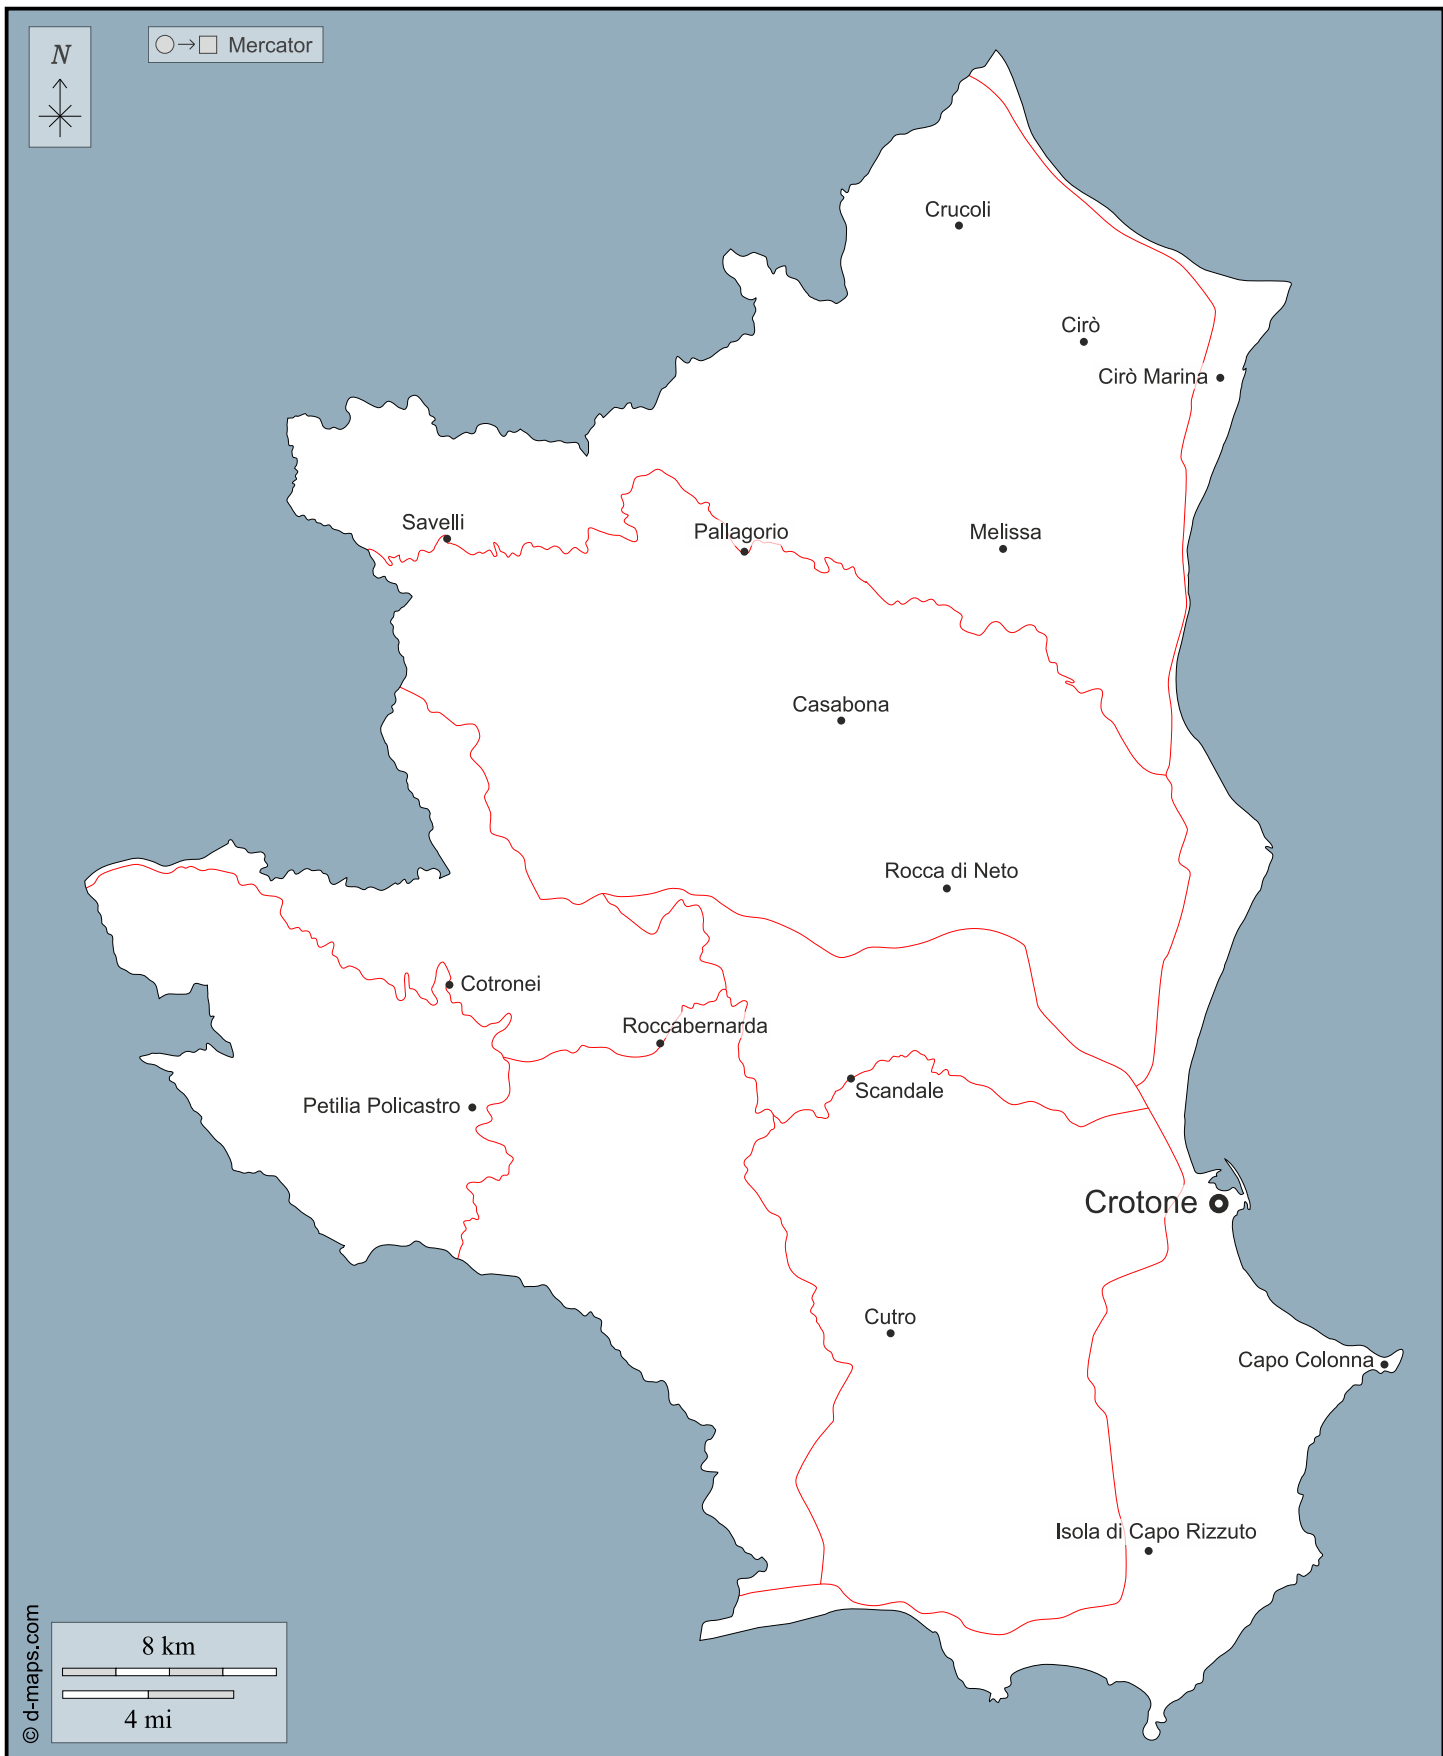 N
Mercator
Crucoli
Cirò
Cirò Marina
Savelli
Pallagorio
Melissa
Casabona
Rocca di Neto
Cotronei
Roccabernarda
Scandale
Petilia Policastro
Crotone
Cutro
Capo Colonna
Isola di Capo Rizzuto
8 km
4 mi
© d-maps.com